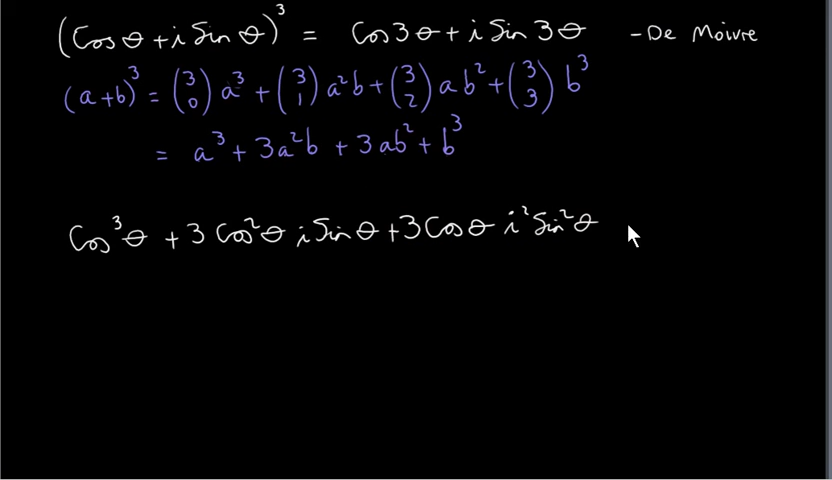 (Cos θ + i Sin θ)³ = Cos 3θ + i Sin 3θ - De Moivre
(a+b)³ = (3 0) a³ + (3 1) a²b + (3 2) ab² + (3 3) b³
= a³ + 3a²b + 3ab² + b³
Cos³θ + 3 Cos²θ i Sin θ + 3 Cos θ i² Sin²θ